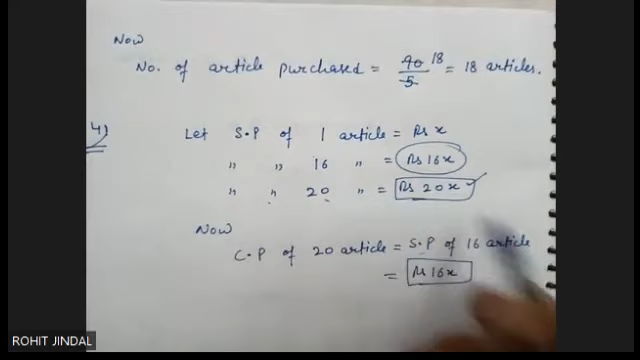 Now
No. of article purchased = 90 18 / 5 = 18 articles.
4) Let S.P of 1 article = Rs x
" " 16 " = Rs 16x
" " 20 " = Rs 20x ✓
Now
C.P of 20 article = S.P of 16 article
= Rs 16x
ROHIT JINDAL